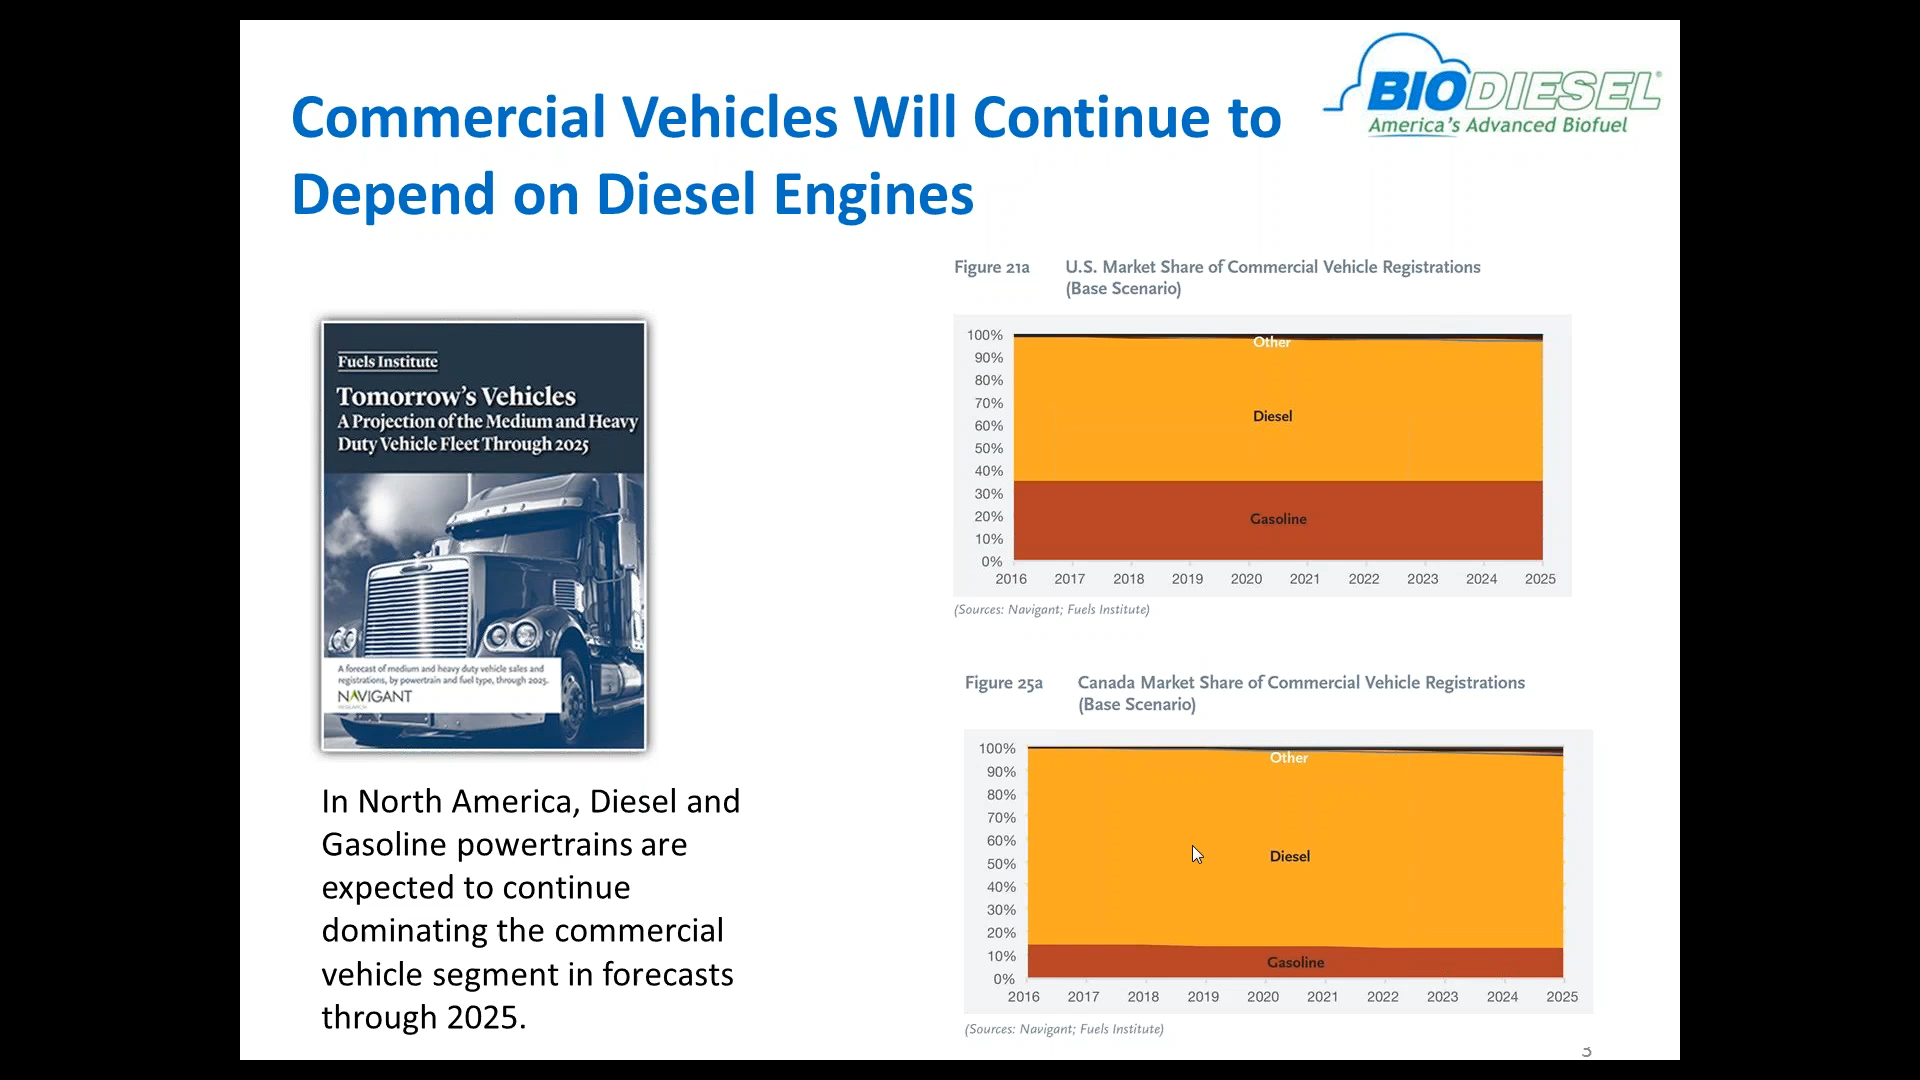 Commercial Vehicles Will Continue to
Depend on Diesel Engines
BIODIESEL®
America's Advanced Biofuel
Fuels Institute
Tomorrow's Vehicles
A Projection of the Medium and Heavy
Duty Vehicle Fleet Through 2025
A forecast of medium and heavy duty vehicle sales and
registrations, by powertrain and fuel type, through 2025.
NAVIGANT
RESEARCH
In North America, Diesel and
Gasoline powertrains are
expected to continue
dominating the commercial
vehicle segment in forecasts
through 2025.
Figure 21a U.S. Market Share of Commercial Vehicle Registrations
(Base Scenario)
100%
90%
80%
70%
60%
50%
40%
30%
20%
10%
0%
Other
Diesel
Gasoline
2016 2017 2018 2019 2020 2021 2022 2023 2024 2025
(Sources: Navigant; Fuels Institute)
Figure 25a Canada Market Share of Commercial Vehicle Registrations
(Base Scenario)
100%
90%
80%
70%
60%
50%
40%
30%
20%
10%
0%
Other
Diesel
Gasoline
2016 2017 2018 2019 2020 2021 2022 2023 2024 2025
(Sources: Navigant; Fuels Institute)
3